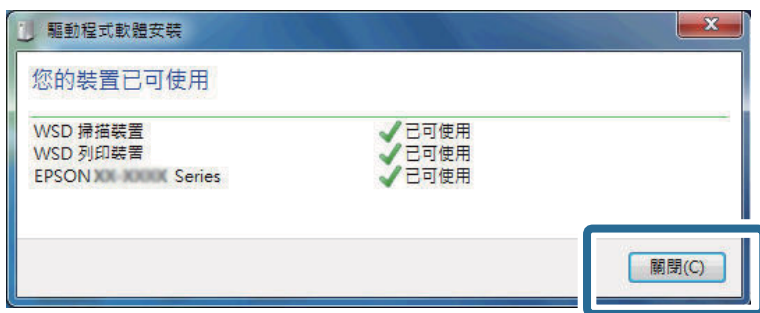 驅動程式軟體安裝
您的裝置已可使用
WSD 掃描裝置 已可使用
WSD 列印裝置 已可使用
EPSON Series 已可使用
關閉(C)